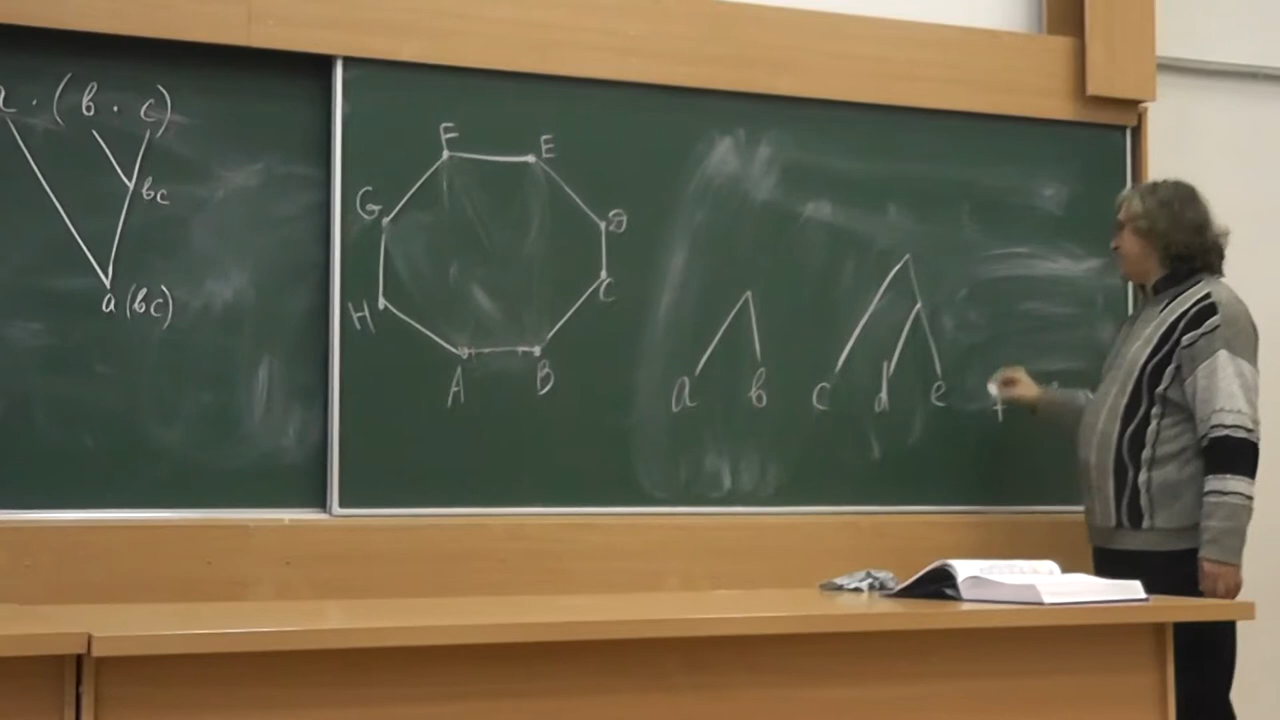 a · (b · c)
bc
a(bc)
F E
G D
H C
A B
a b c d e f